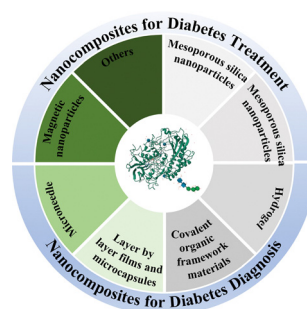 Nanocomposites for Diabetes Treatment
Others
Mesoporous silica
nanoparticles
Mesoporous silica
nanoparticles
Hydrogel
Covalent
organic
framework
materials
Layer by
layer films and
microcapsules
Microneedle
Magnetic
nanoparticles
Nanocomposites for Diabetes Diagnosis